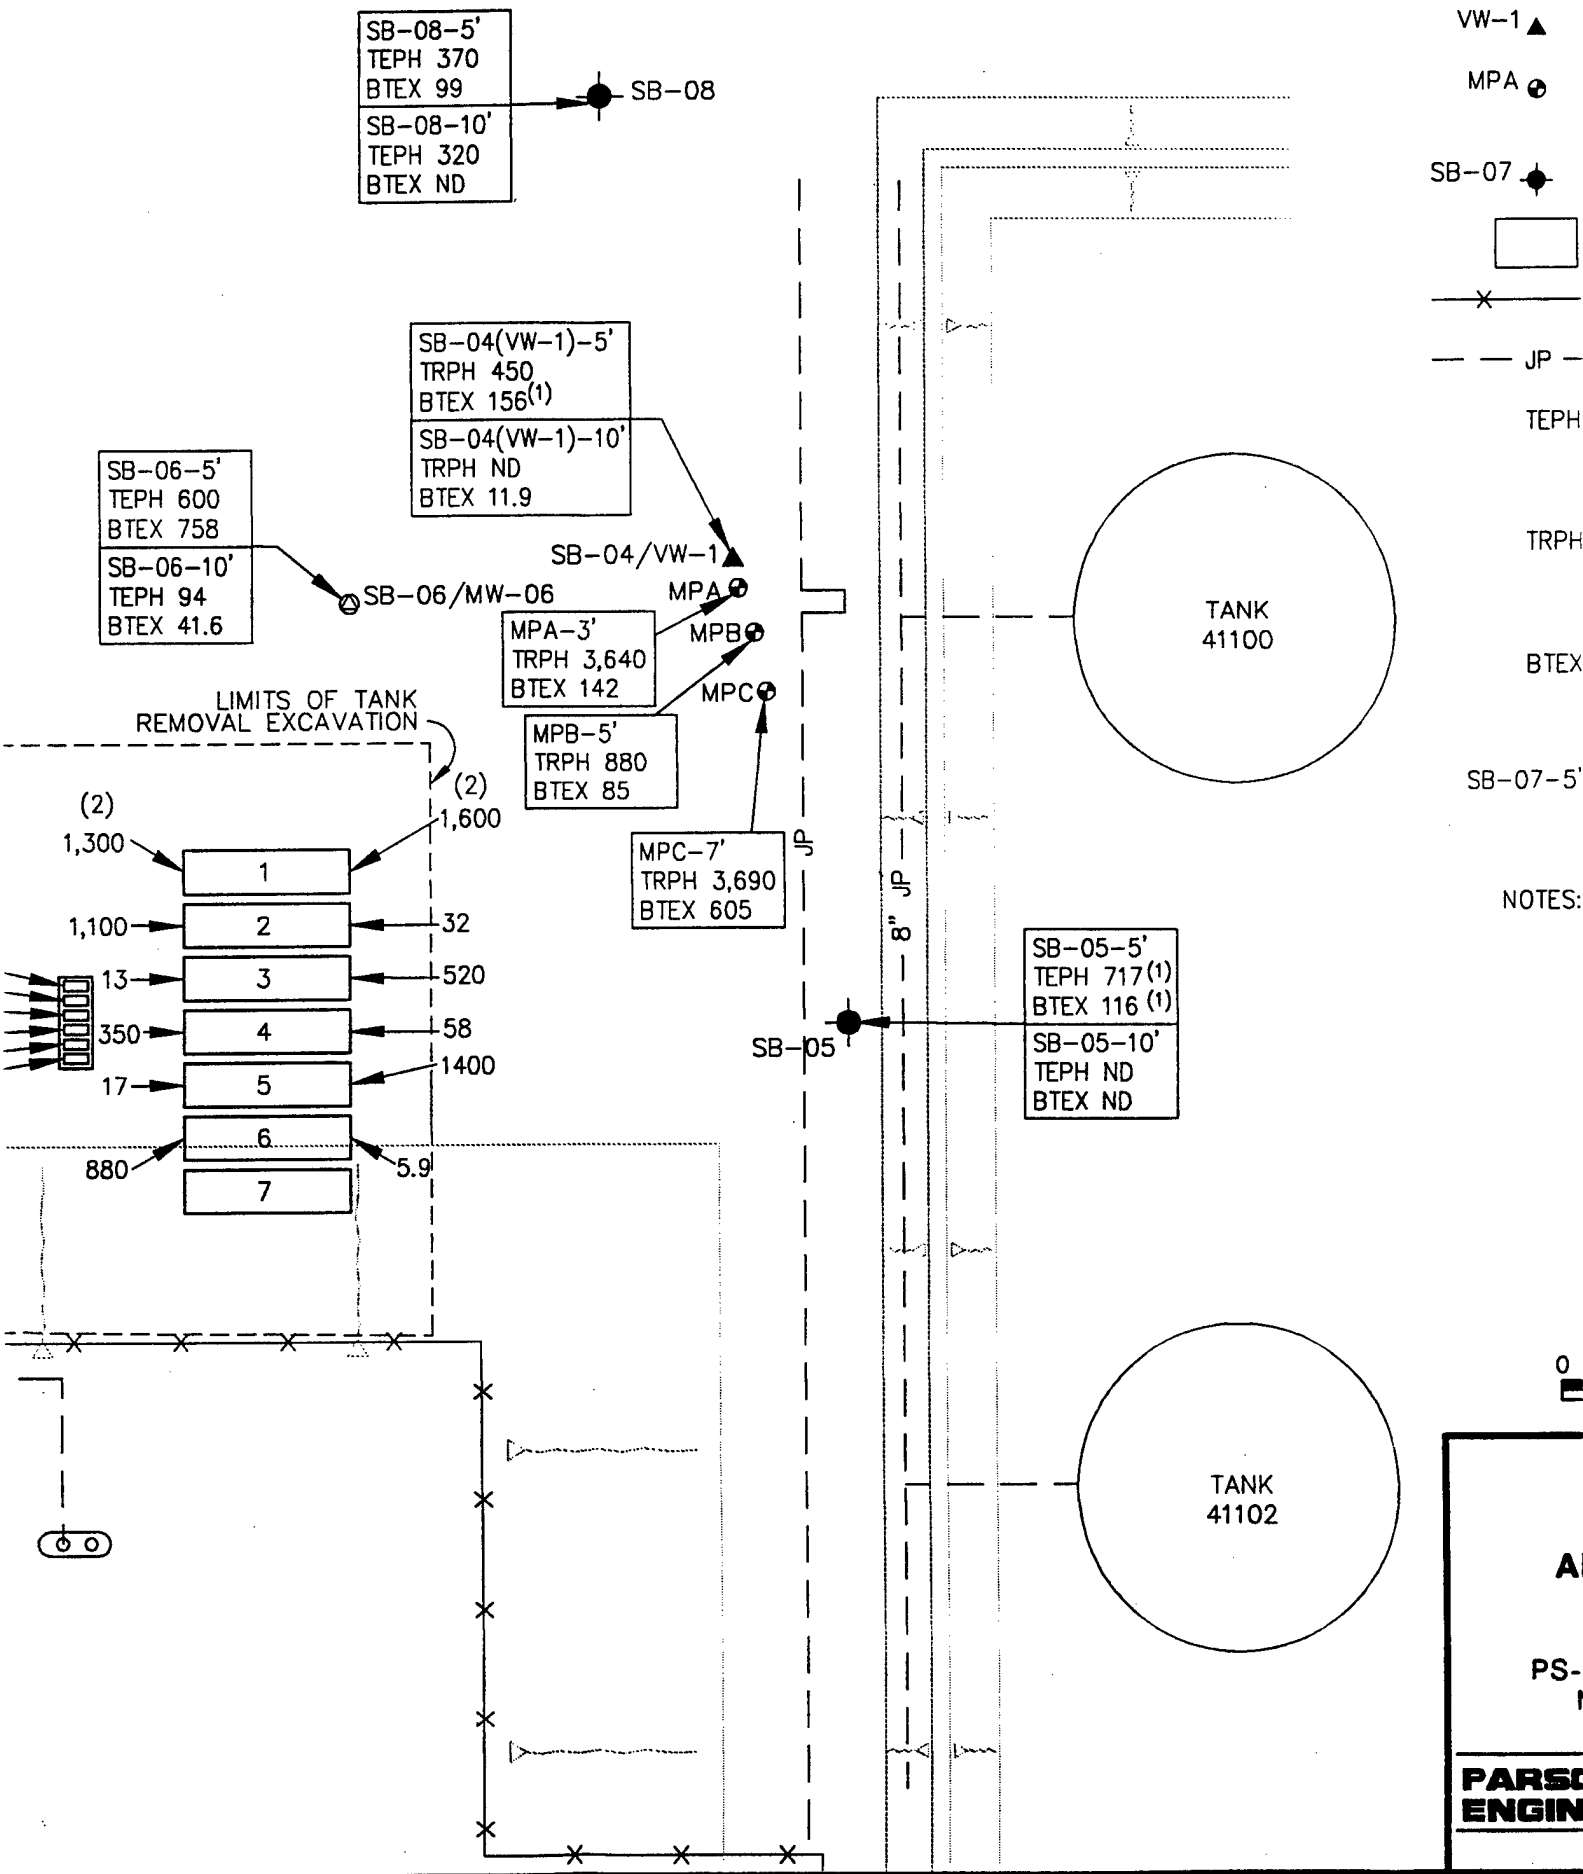 SB-08-5'
TEPH 370
BTEX 99
SB-08-10'
TEPH 320
BTEX ND
SB-08
VW-1
MPA
SB-07
JP
TEPH
TRPH
BTEX
SB-07-5'
NOTES:
SB-04(VW-1)-5'
TRPH 450
BTEX 156(1)
SB-04(VW-1)-10'
TRPH ND
BTEX 11.9
SB-04/VW-1
SB-06-5'
TEPH 600
BTEX 758
SB-06-10'
TEPH 94
BTEX 41.6
SB-06/MW-06
MPA
MPA-3'
TRPH 3,640
BTEX 142
MPB
MPB-5'
TRPH 880
BTEX 85
MPC
MPC-7'
TRPH 3,690
BTEX 605
TANK
41100
LIMITS OF TANK
REMOVAL EXCAVATION
(2)
1,300
(2)
1,600
1
1,100
2
32
13
3
520
350
4
58
17
5
1400
880
6
5.9
7
JP
8" JP
SB-05
SB-05-5'
TEPH 717(1)
BTEX 116 (1)
SB-05-10'
TEPH ND
BTEX ND
TANK
41102
0
PS-